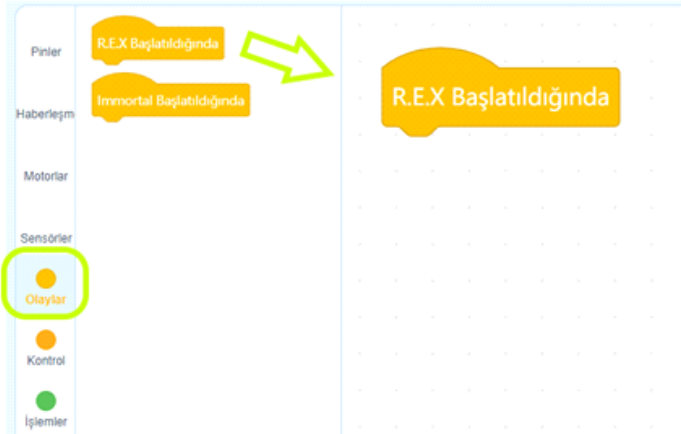 Pinler
Haberleşm
Motorlar
Sensörler
Olaylar
Kontrol
İşlemler
R.E.X Başlatıldığında
Immortal Başlatıldığında
R.E.X Başlatıldığında